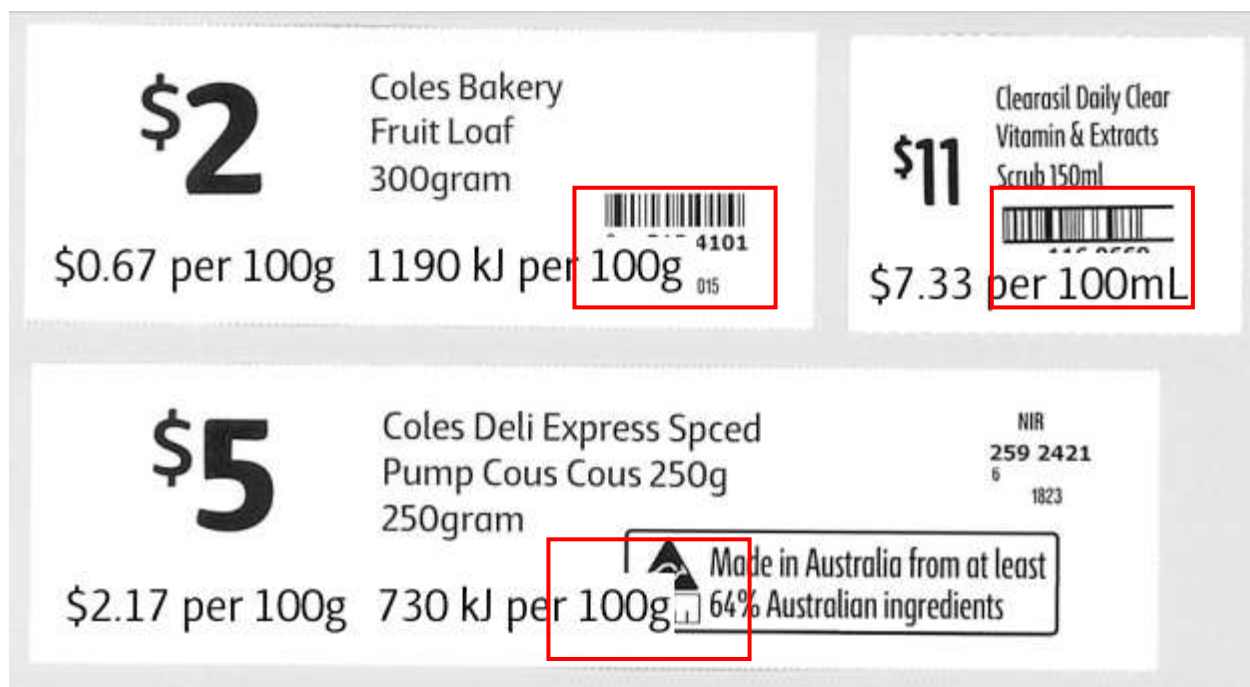 $2
Coles Bakery
Fruit Loaf
300gram
4101
$0.67 per 100g 1190 kJ per 100g
015
$11
Clearasil Daily Clear
Vitamin & Extracts
Scrub 150ml
$7.33 per 100mL
$5
Coles Deli Express Spced
Pump Cous Cous 250g
250gram
NIR
259 2421
6
1823
Made in Australia from at least
64% Australian ingredients
$2.17 per 100g 730 kJ per 100g